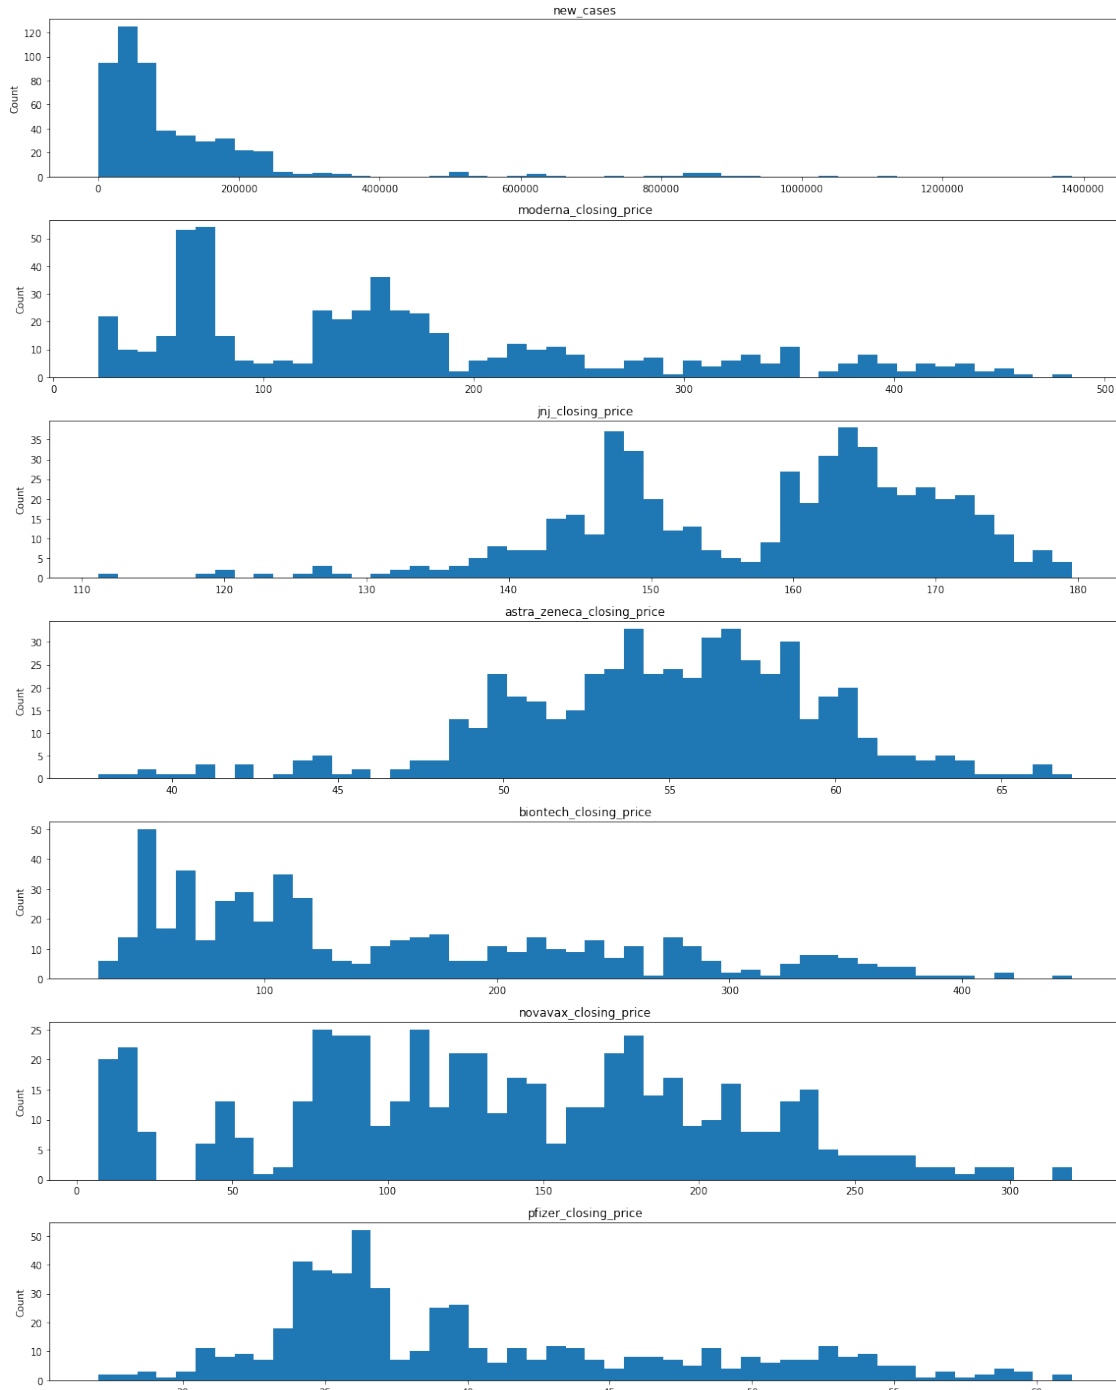 new_cases
120
100
80
60
40
20
0
Count
0 200000 400000 600000 800000 1000000 1200000 1400000
moderna_closing_price
50
40
30
20
10
0
Count
0 100 200 300 400 500
jnj_closing_price
35
30
25
20
15
10
5
0
Count
110 120 130 140 150 160 170 180
astra_zeneca_closing_price
30
25
20
15
10
5
0
Count
40 45 50 55 60 65
biontech_closing_price
50
40
30
20
10
0
Count
100 200 300 400
novavax_closing_price
25
20
15
10
5
0
Count
0 50 100 150 200 250 300
pfizer_closing_price
50
40
30
20
10
0
Count